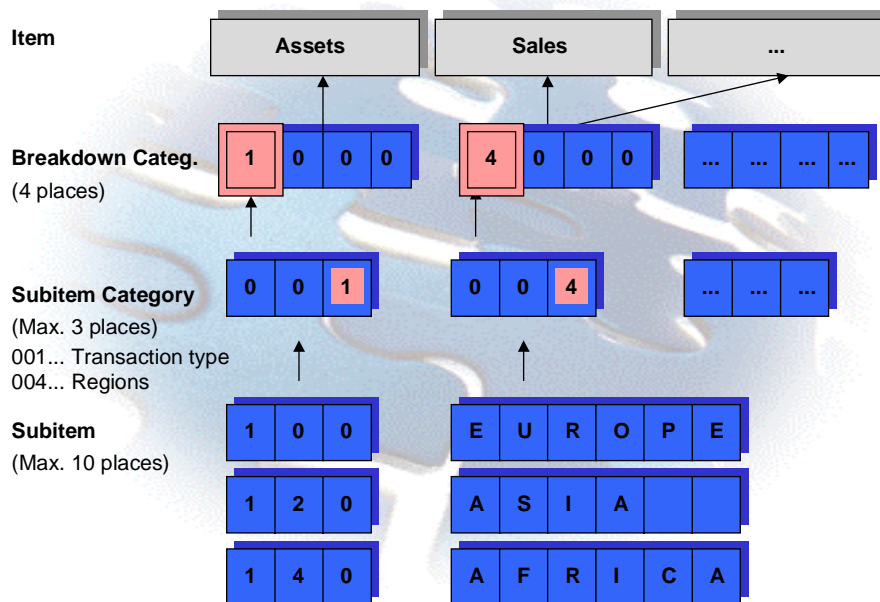 Item
Assets Sales ...
Breakdown Categ.
(4 places)
1 0 0 0 4 0 0 0 ... ... ... ...
Subitem Category
(Max. 3 places)
001... Transaction type
004... Regions
0 0 1 0 0 4 ... ... ...
Subitem
(Max. 10 places)
1 0 0 E U R O P E
1 2 0 A S I A
1 4 0 A F R I C A